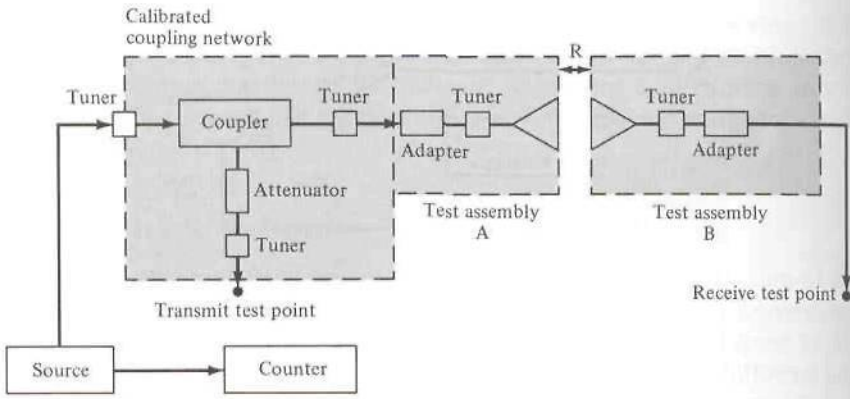 Calibrated
coupling network
R
Tuner
Tuner
Tuner
Tuner
Coupler
Adapter
Adapter
Attenuator
Test assembly
A
Test assembly
B
Tuner
Transmit test point
Receive test point
Source
Counter